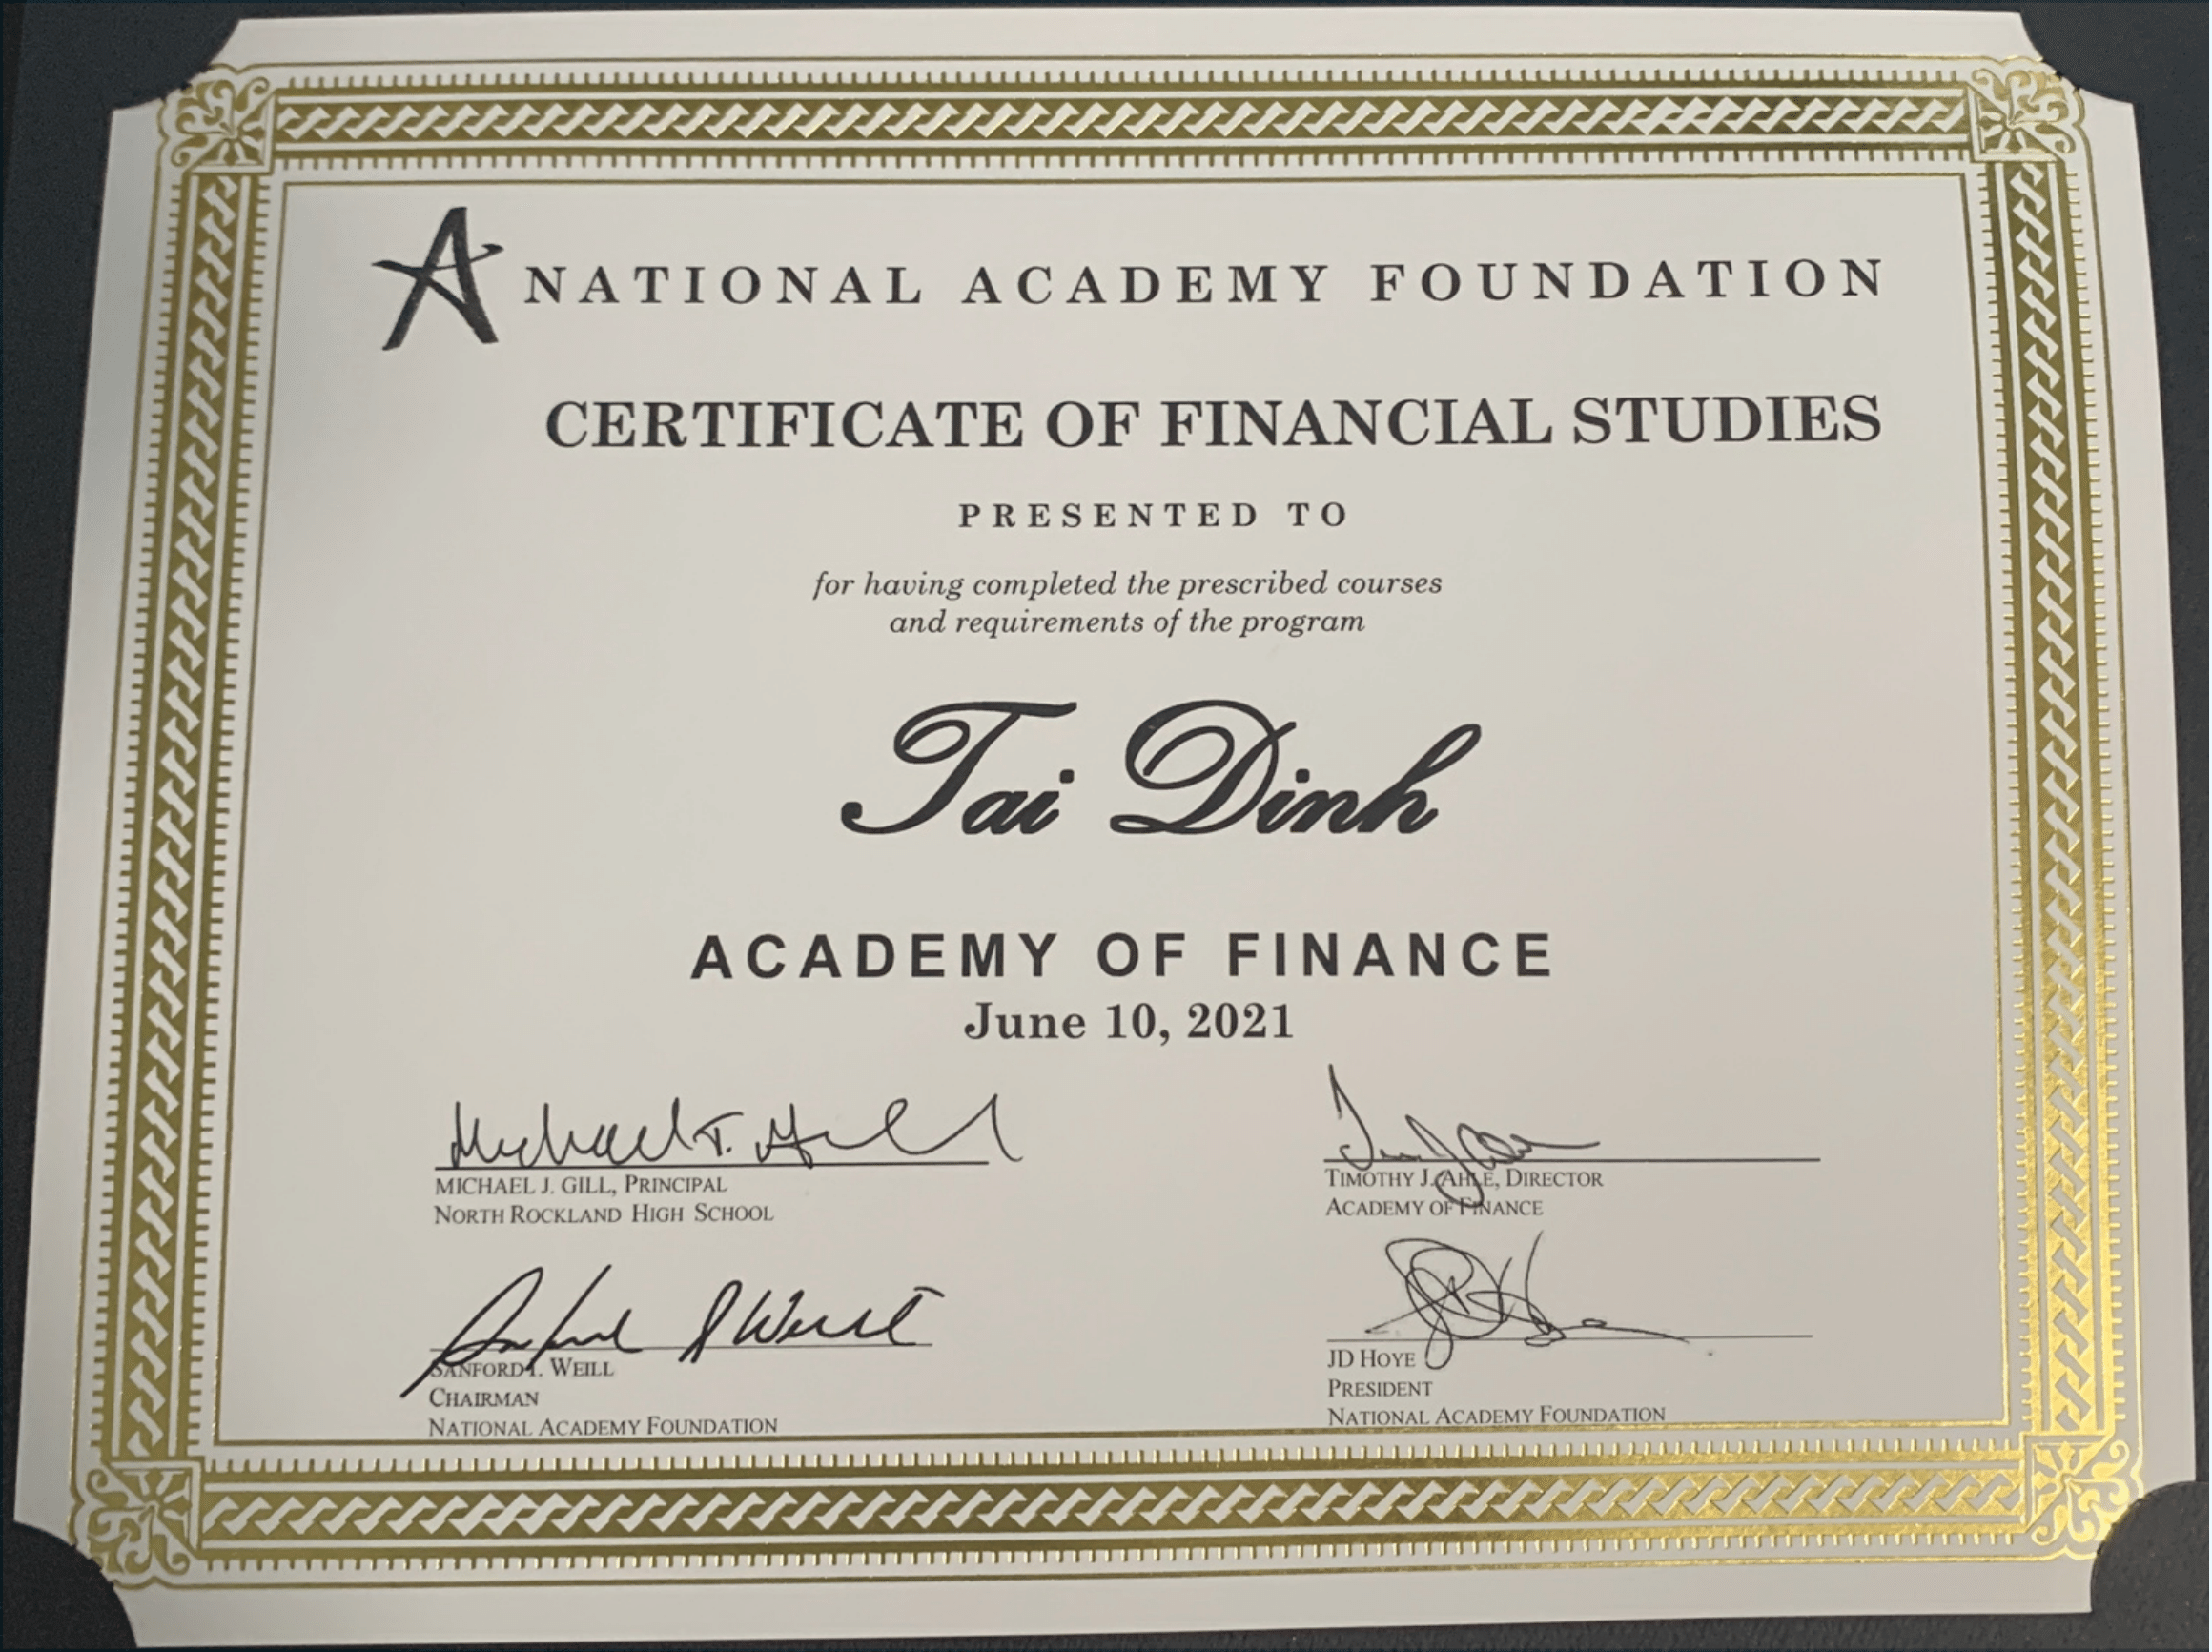 NATIONAL ACADEMY FOUNDATION
CERTIFICATE OF FINANCIAL STUDIES
PRESENTED TO
for having completed the prescribed courses
and requirements of the program
Tai Dinh
ACADEMY OF FINANCE
June 10, 2021
Michael T. Gill
MICHAEL J. GILL, PRINCIPAL
NORTH ROCKLAND HIGH SCHOOL
TIMOTHY J. AHLE, DIRECTOR
ACADEMY OF FINANCE
Sanford I Weill
SANFORD I. WEILL
CHAIRMAN
NATIONAL ACADEMY FOUNDATION
JD HOYE
PRESIDENT
NATIONAL ACADEMY FOUNDATION